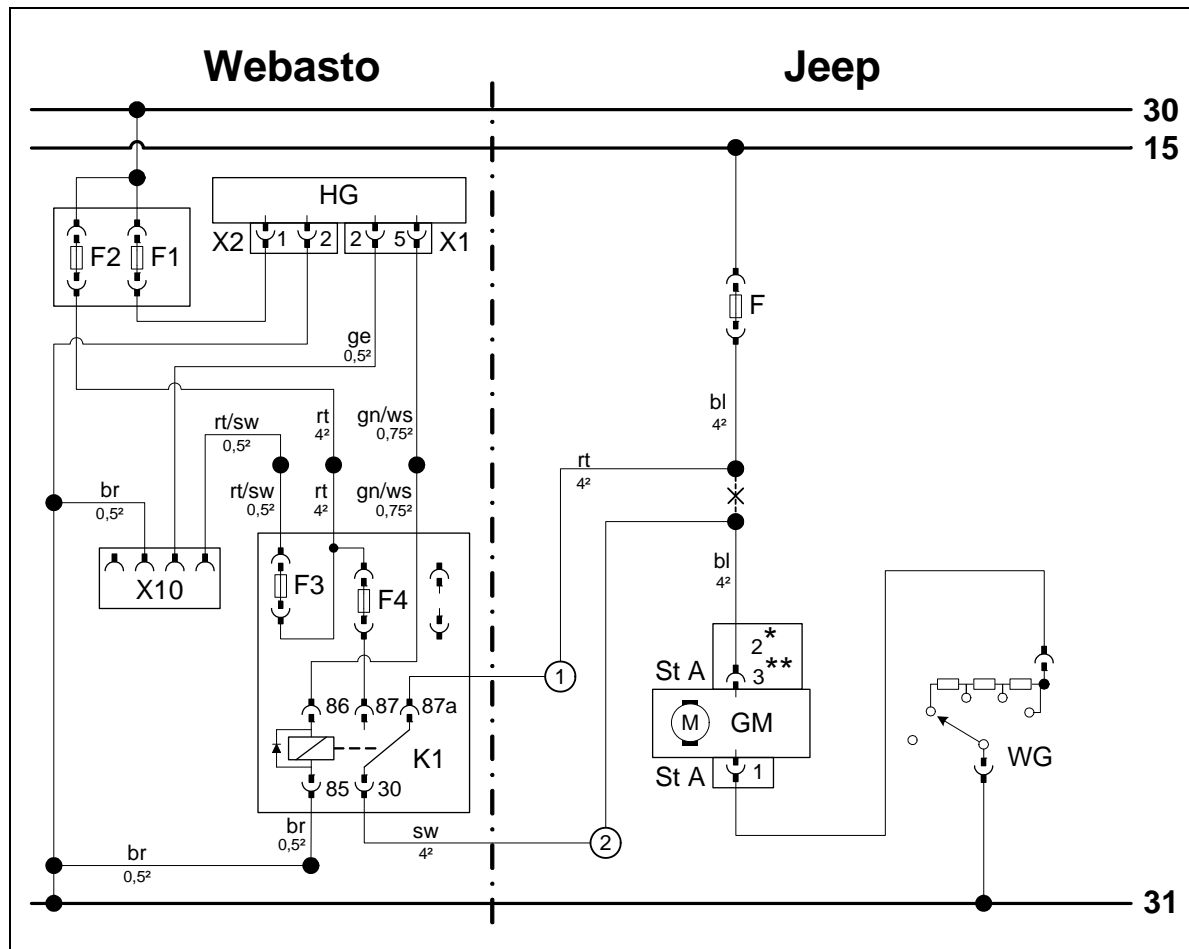 Webasto
Jeep
30
15
HG
X2 1 2 2 5 X1
F2 F1
F
ge
0,5²
bl
4²
rt/sw
0,5²
rt
4²
gn/ws
0,75²
rt
4²
br
0,5²
rt/sw
0,5²
rt
4²
gn/ws
0,75²
X10
F3
F4
bl
4²
2*
St A 3**
1
86 87 87a
M GM
K1
WG
St A 1
85 30
br
0,5²
sw
4²
2
br
0,5²
31